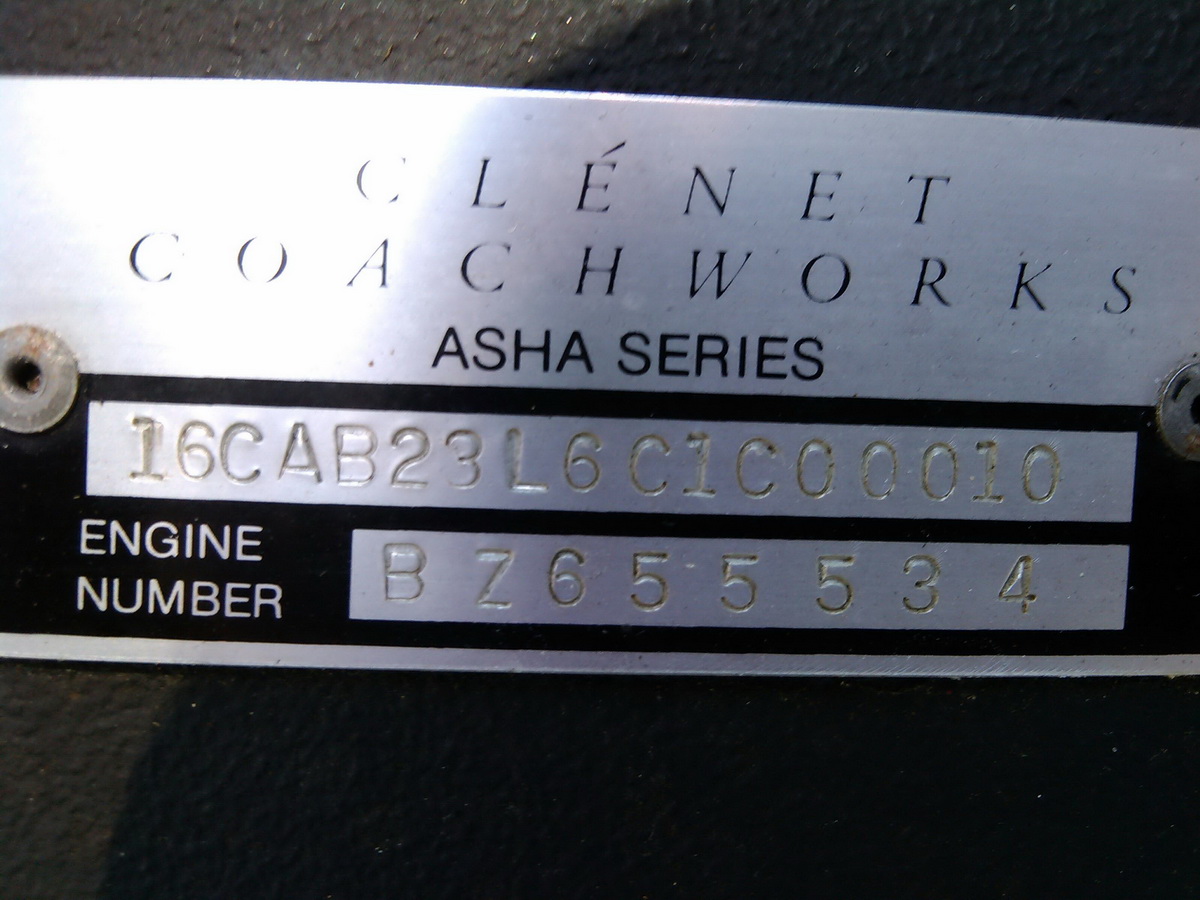 CLÉNET
COACHWORKS
ASHA SERIES
16CAB23L6C1C00010
ENGINE
NUMBER
BZ655534